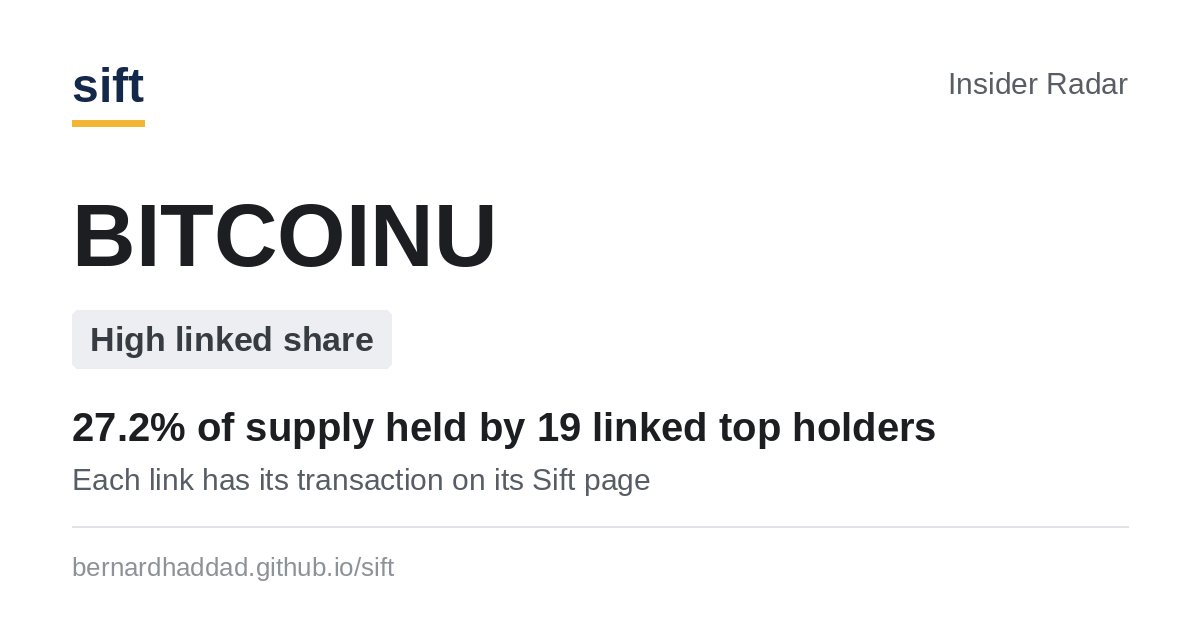 sift
Insider Radar
BITCOINU
High linked share
27.2% of supply held by 19 linked top holders
Each link has its transaction on its Sift page
bernardhaddad.github.io/sift